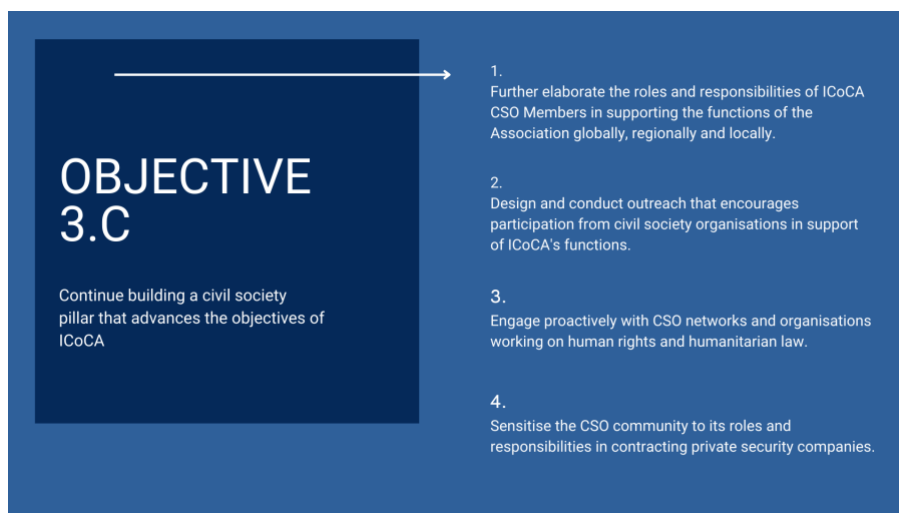 OBJECTIVE
3.C
Continue building a civil society
pillar that advances the objectives of
ICoCA
1.
Further elaborate the roles and responsibilities of ICoCA
CSO Members in supporting the functions of the
Association globally, regionally and locally.
2.
Design and conduct outreach that encourages
participation from civil society organisations in support
of ICoCA's functions.
3.
Engage proactively with CSO networks and organisations
working on human rights and humanitarian law.
4.
Sensitise the CSO community to its roles and
responsibilities in contracting private security companies.